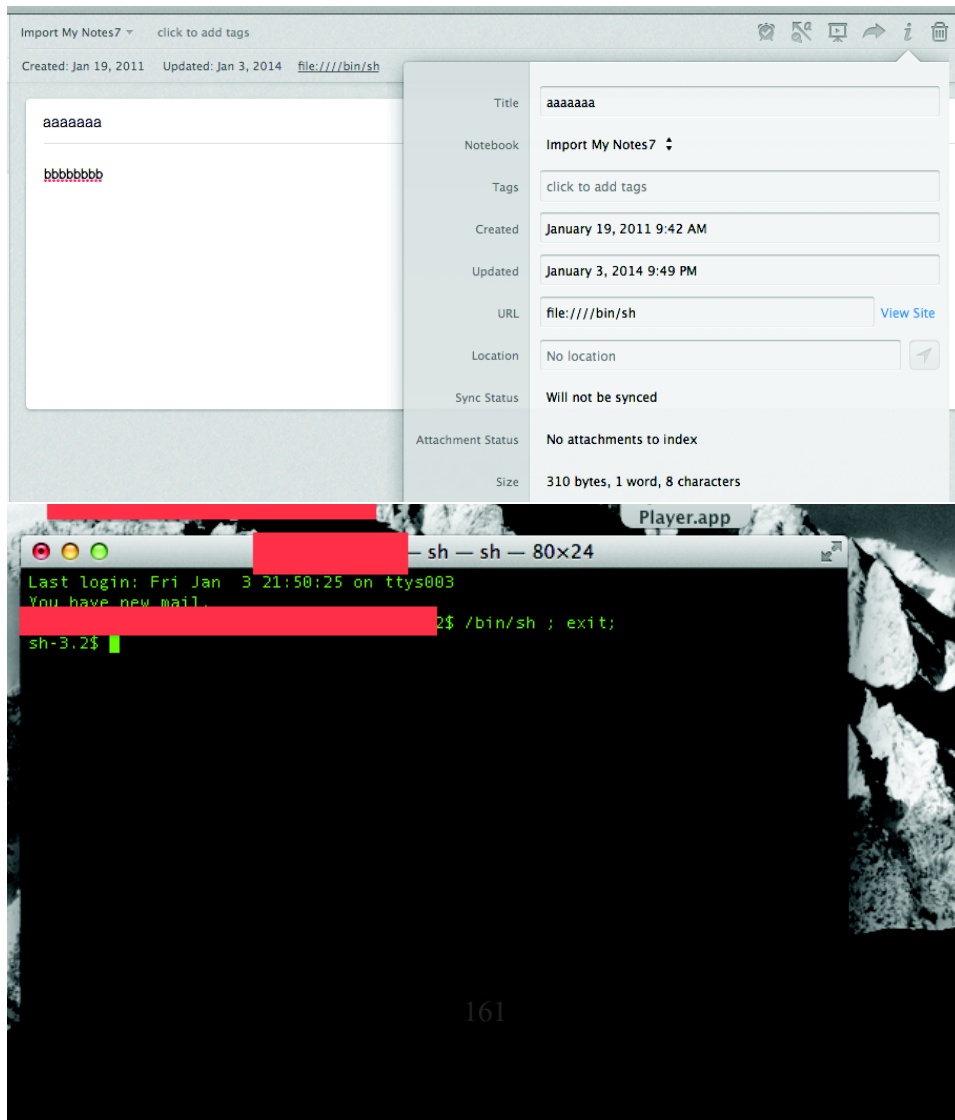 Import My Notes7 click to add tags
Created: Jan 19, 2011 Updated: Jan 3, 2014 file:////bin/sh
aaaaaaa
bbbbbbbb
Title aaaaaaa
Notebook Import My Notes7
Tags click to add tags
Created January 19, 2011 9:42 AM
Updated January 3, 2014 9:49 PM
URL file:////bin/sh View Site
Location No location
Sync Status Will not be synced
Attachment Status No attachments to index
Size 310 bytes, 1 word, 8 characters
Player.app
— sh — sh — 80×24
Last login: Fri Jan  3 21:50:25 on ttys003
You have new mail.
2$ /bin/sh ; exit;
sh-3.2$
161